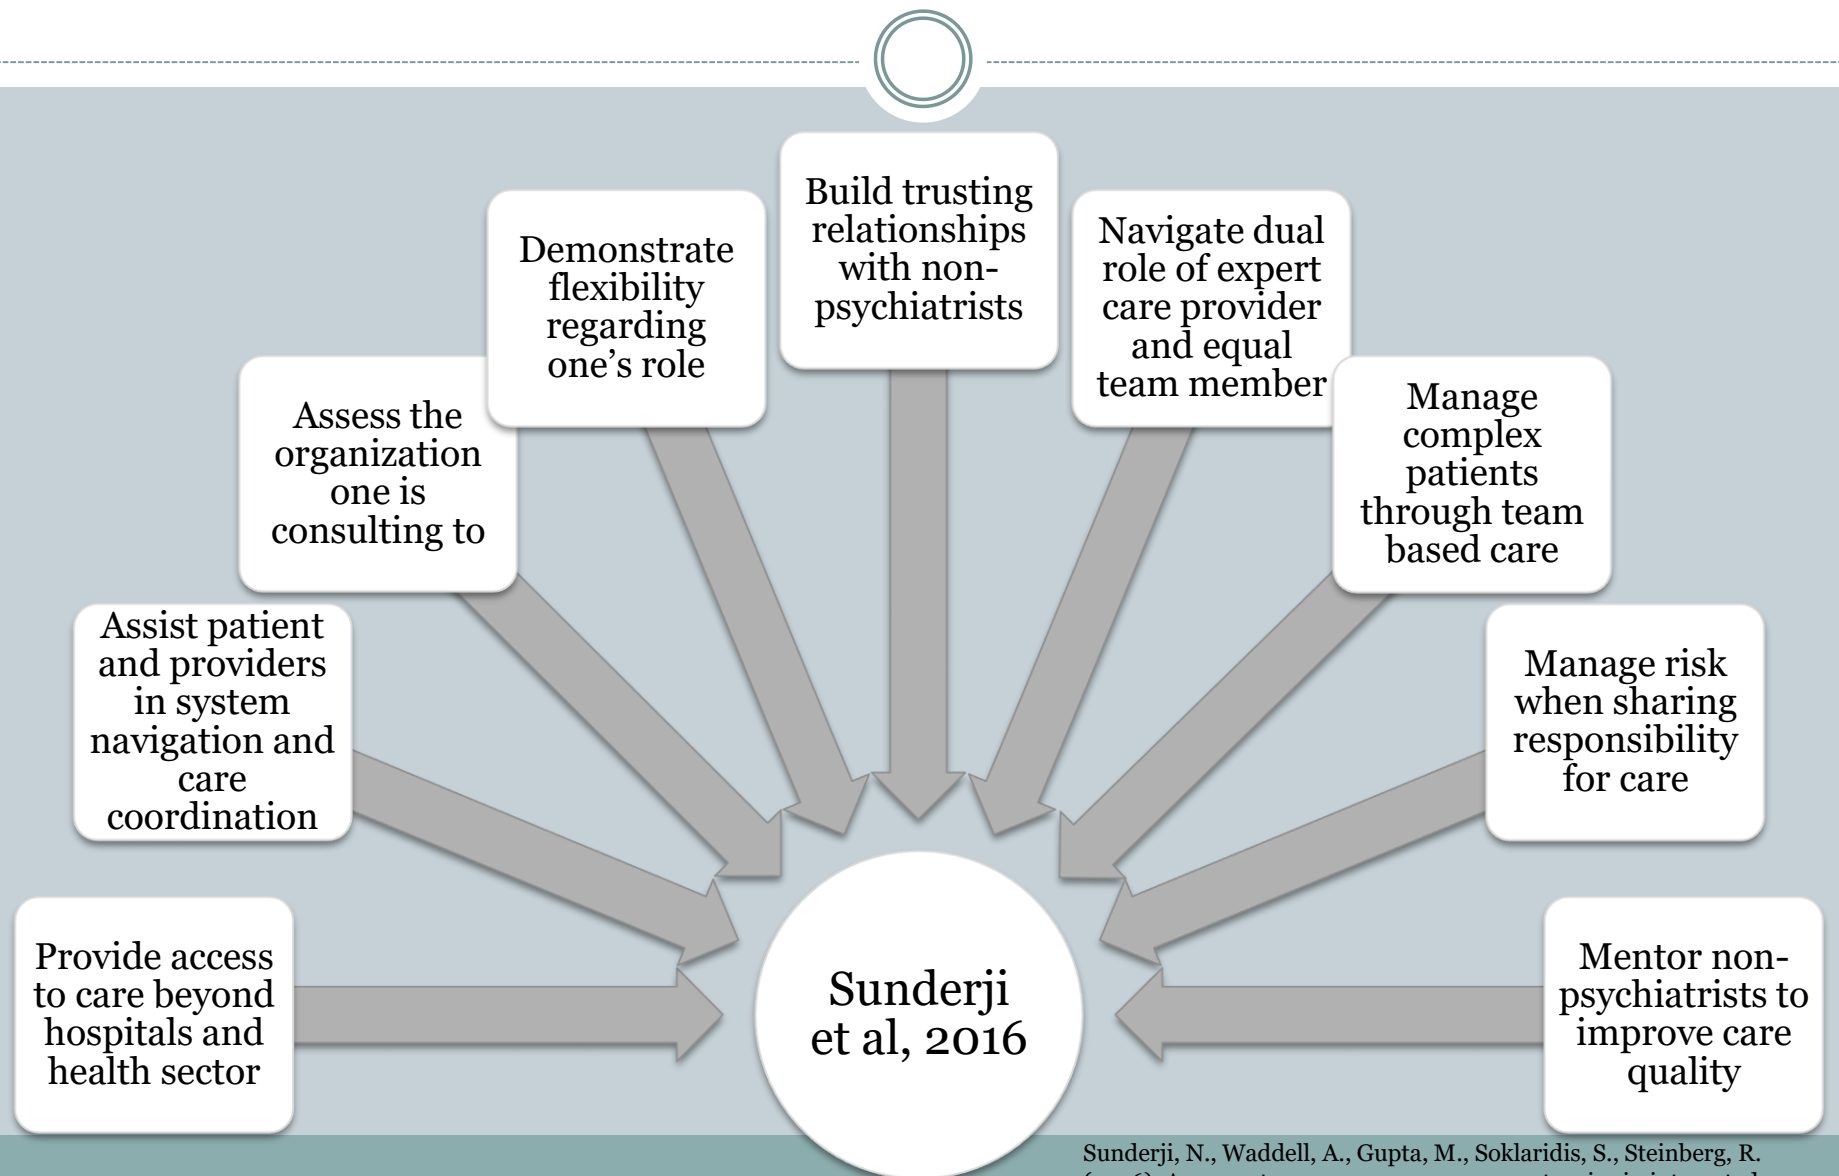 Build trusting
relationships
with non-
psychiatrists
Demonstrate
flexibility
regarding
one’s role
Navigate dual
role of expert
care provider
and equal
team member
Assess the
organization
one is
consulting to
Manage
complex
patients
through team
based care
Assist patient
and providers
in system
navigation and
care
coordination
Manage risk
when sharing
responsibility
for care
Provide access
to care beyond
hospitals and
health sector
Sunderji
et al, 2016
Mentor non-
psychiatrists to
improve care
quality
Sunderji, N., Waddell, A., Gupta, M., Soklaridis, S., Steinberg, R.